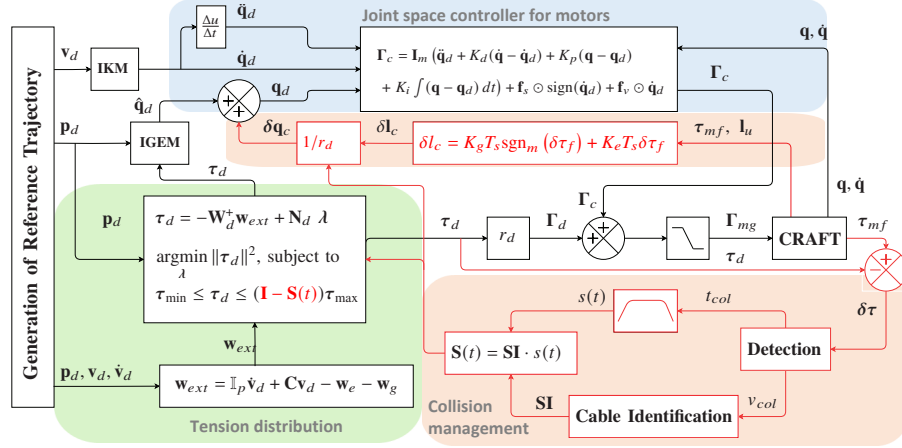 Generation of Reference Trajectory
Joint space controller for motors
v_d
IKM
Δu/Δt
q̈_d
q̇_d
Γ_c = I_m (q̈_d + K_d(q̇ − q̇_d) + K_p(q − q_d)
+ K_i ∫(q − q_d) dt) + f_s ⊙ sign(q̇_d) + f_v ⊙ q̇_d
q, q̇
Γ_c
q̂_d
q_d
p_d
IGEM
δq_c
1/r_d
δl_c
δl_c = K_g T_s sgn_m (δτ_f) + K_e T_s δτ_f
τ_mf, l_u
τ_d
q, q̇
p_d
τ_d = −W_d^+ w_ext + N_d λ
argmin_λ ||τ_d||², subject to
τ_min ≤ τ_d ≤ (I − S(t))τ_max
τ_d
r_d
Γ_d
Γ_c
Γ_mg
τ_d
CRAFT
τ_mf
δτ
w_ext
p_d, v_d, v̇_d
w_ext = 𝕀_p v̇_d + Cv_d − w_e − w_g
Tension distribution
s(t)
t_col
S(t) = SI · s(t)
Detection
SI
v_col
Cable Identification
Collision
management